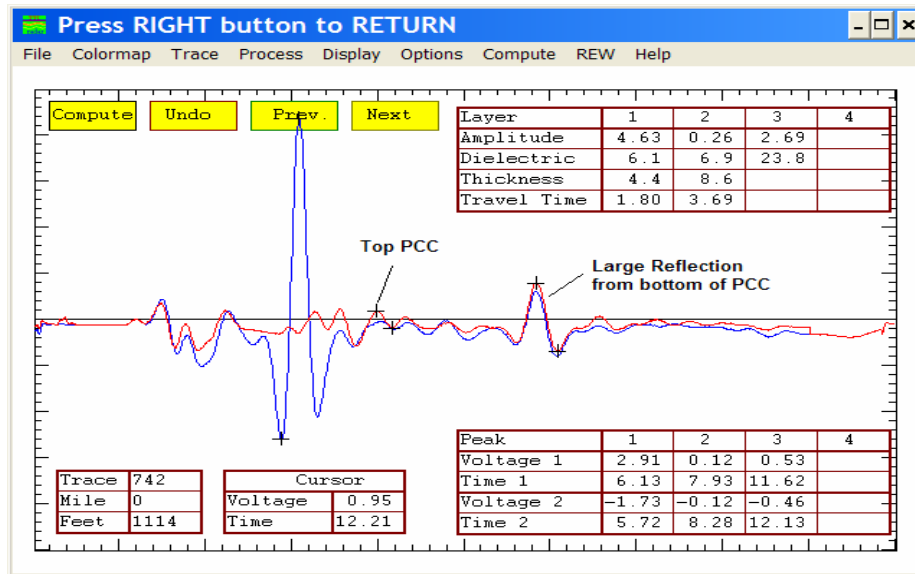 Press RIGHT button to RETURN
File Colormap Trace Process Display Options Compute REW Help
Compute Undo Prev. Next
Layer 1 2 3 4
Amplitude 4.63 0.26 2.69
Dielectric 6.1 6.9 23.8
Thickness 4.4 8.6
Travel Time 1.80 3.69
Top PCC
Large Reflection
from bottom of PCC
Peak 1 2 3 4
Voltage 1 2.91 0.12 0.53
Time 1 6.13 7.93 11.62
Voltage 2 -1.73 -0.12 -0.46
Time 2 5.72 8.28 12.13
Trace 742
Mile 0
Feet 1114
Cursor
Voltage 0.95
Time 12.21